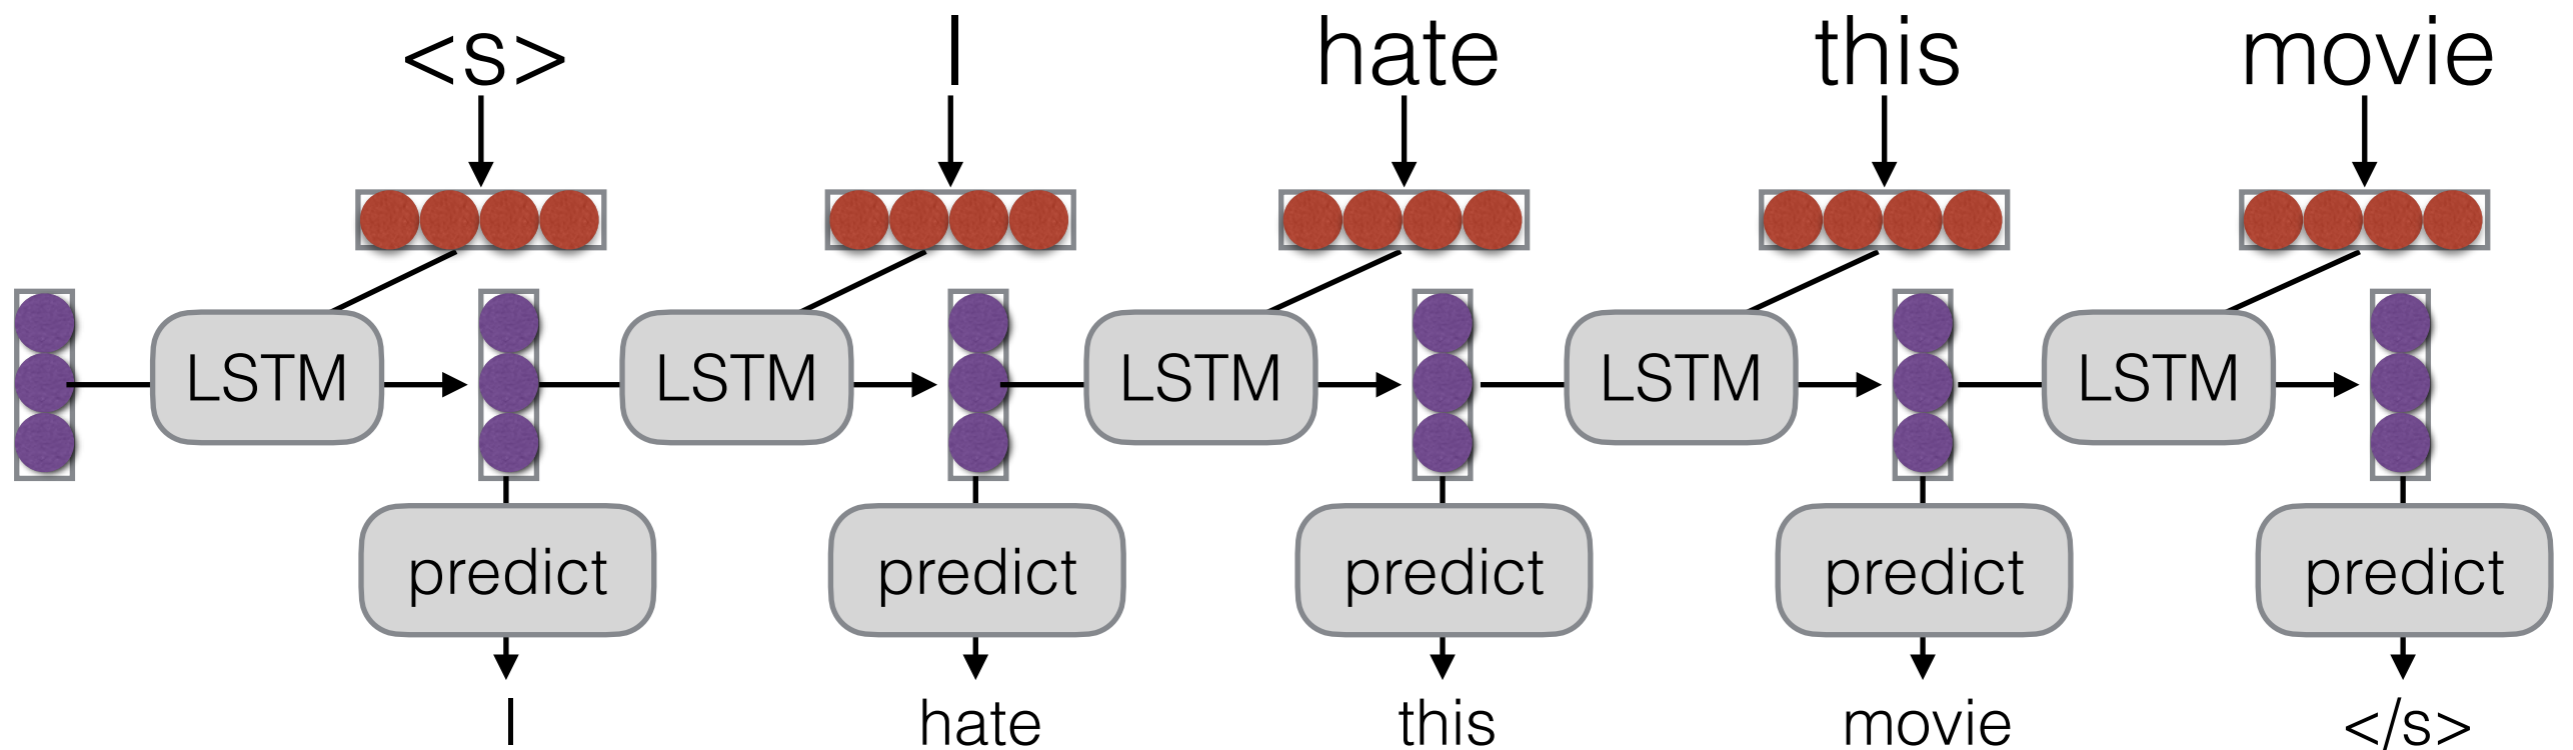 <s> I hate this movie
LSTM LSTM LSTM LSTM LSTM
predict predict predict predict predict
I hate this movie </s>